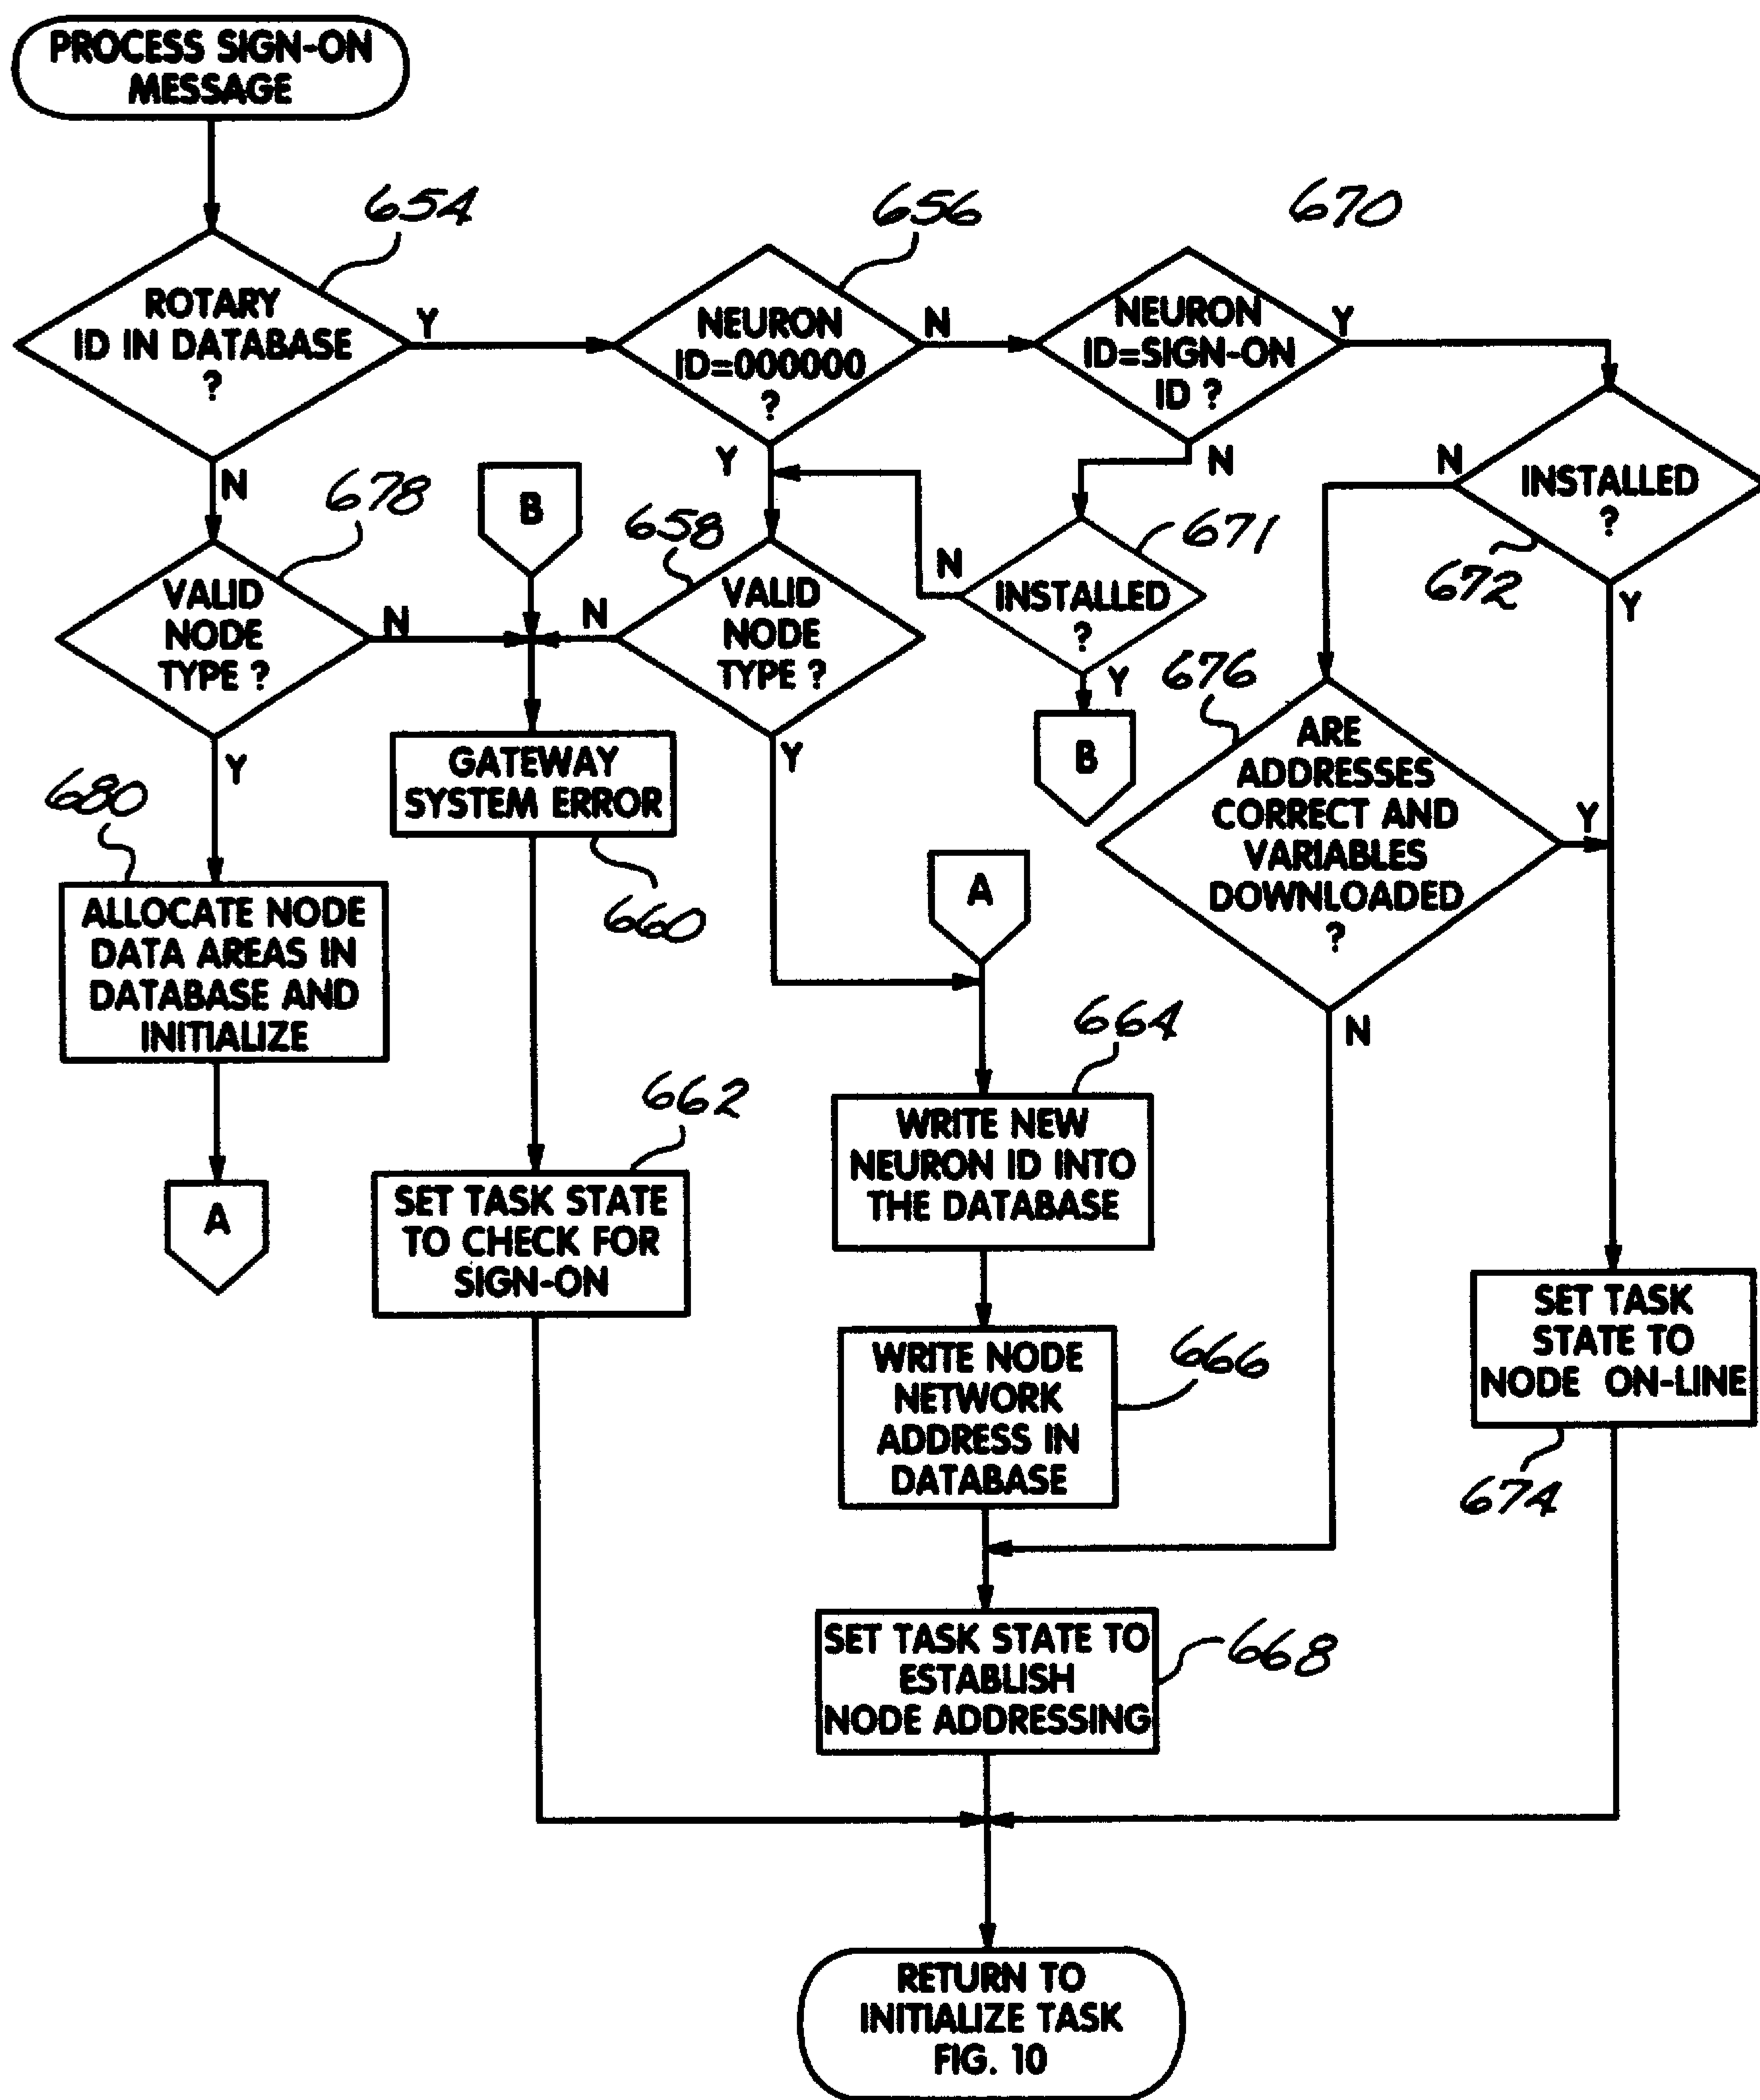 PROCESS SIGN-ON
MESSAGE
654
656
670
ROTARY
ID IN DATABASE
?
Y
NEURON
ID=000000
?
N
NEURON
ID=SIGN-ON
ID ?
Y
N
678
B
Y
658
N
671
N
INSTALLED
?
672
Y
VALID
NODE
TYPE ?
N
N
VALID
NODE
TYPE ?
N
INSTALLED
?
Y
B
676
ARE
ADDRESSES
CORRECT AND
VARIABLES
DOWNLOADED
?
Y
N
Y
680
GATEWAY
SYSTEM ERROR
660
Y
A
ALLOCATE NODE
DATA AREAS IN
DATABASE AND
INITIALIZE
A
662
SET TASK STATE
TO CHECK FOR
SIGN-ON
664
WRITE NEW
NEURON ID INTO
THE DATABASE
WRITE NODE
NETWORK
ADDRESS IN
DATABASE
666
SET TASK
STATE TO
NODE ON-LINE
674
SET TASK STATE TO
ESTABLISH
NODE ADDRESSING
668
RETURN TO
INITIALIZE TASK
FIG. 10